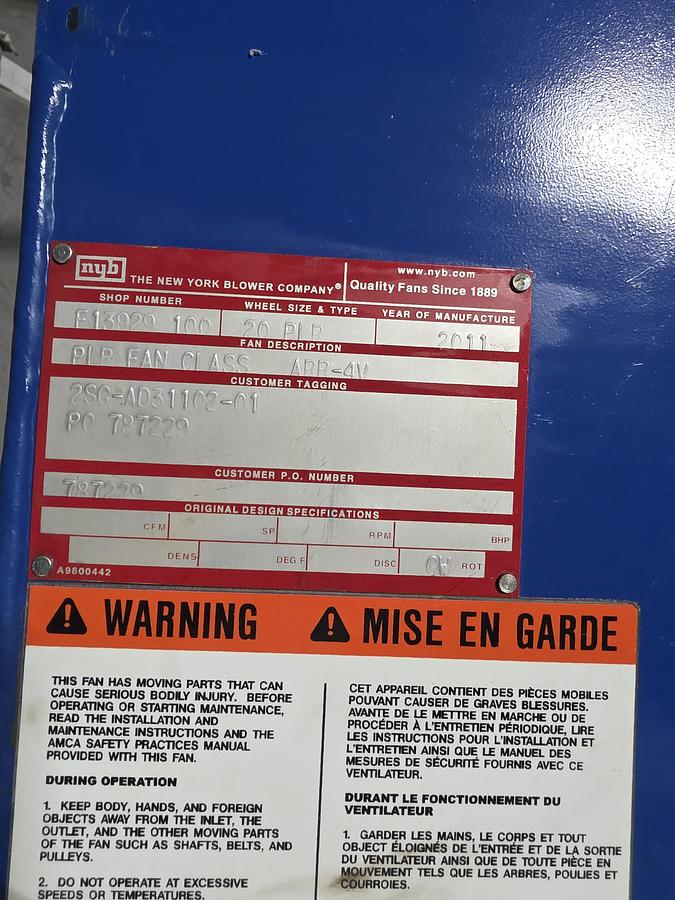 nyb
THE NEW YORK BLOWER COMPANY®
www.nyb.com
Quality Fans Since 1889
SHOP NUMBER
WHEEL SIZE & TYPE
YEAR OF MANUFACTURE
E13929 100
20 PLR
2011
FAN DESCRIPTION
PLR FAN CLASS ARR-4V
CUSTOMER TAGGING
2SG-AD31102-01
PO 787229
CUSTOMER P.O. NUMBER
787229
ORIGINAL DESIGN SPECIFICATIONS
CFM
SP
RPM
BHP
DENS
DEG F
DISC
CW ROT
A9800442
WARNING
THIS FAN HAS MOVING PARTS THAT CAN
CAUSE SERIOUS BODILY INJURY. BEFORE
OPERATING OR STARTING MAINTENANCE,
READ THE INSTALLATION AND
MAINTENANCE INSTRUCTIONS AND THE
AMCA SAFETY PRACTICES MANUAL
PROVIDED WITH THIS FAN.
DURING OPERATION
1. KEEP BODY, HANDS, AND FOREIGN
OBJECTS AWAY FROM THE INLET, THE
OUTLET, AND THE OTHER MOVING PARTS
OF THE FAN SUCH AS SHAFTS, BELTS, AND
PULLEYS.
2. DO NOT OPERATE AT EXCESSIVE
SPEEDS OR TEMPERATURES.
MISE EN GARDE
CET APPAREIL CONTIENT DES PIÈCES MOBILES
POUVANT CAUSER DE GRAVES BLESSURES.
AVANTE DE LE METTRE EN MARCHE OU DE
PROCÉDER À L'ENTRETIEN PÉRIODIQUE, LIRE
LES INSTRUCTIONS POUR L'INSTALLATION ET
L'ENTRETIEN AINSI QUE LE MANUEL DES
MESURES DE SÉCURITÉ FOURNIS AVEC CE
VENTILATEUR.
DURANT LE FONCTIONNEMENT DU
VENTILATEUR
1. GARDER LES MAINS, LE CORPS ET TOUT
OBJECT ÉLOIGNÉS DE L'ENTRÉE ET DE LA SORTIE
DU VENTILATEUR AINSI QUE DE TOUTE PIÈCE EN
MOUVEMENT TELS QUE LES ARBRES, POULIES ET
COURROIES.